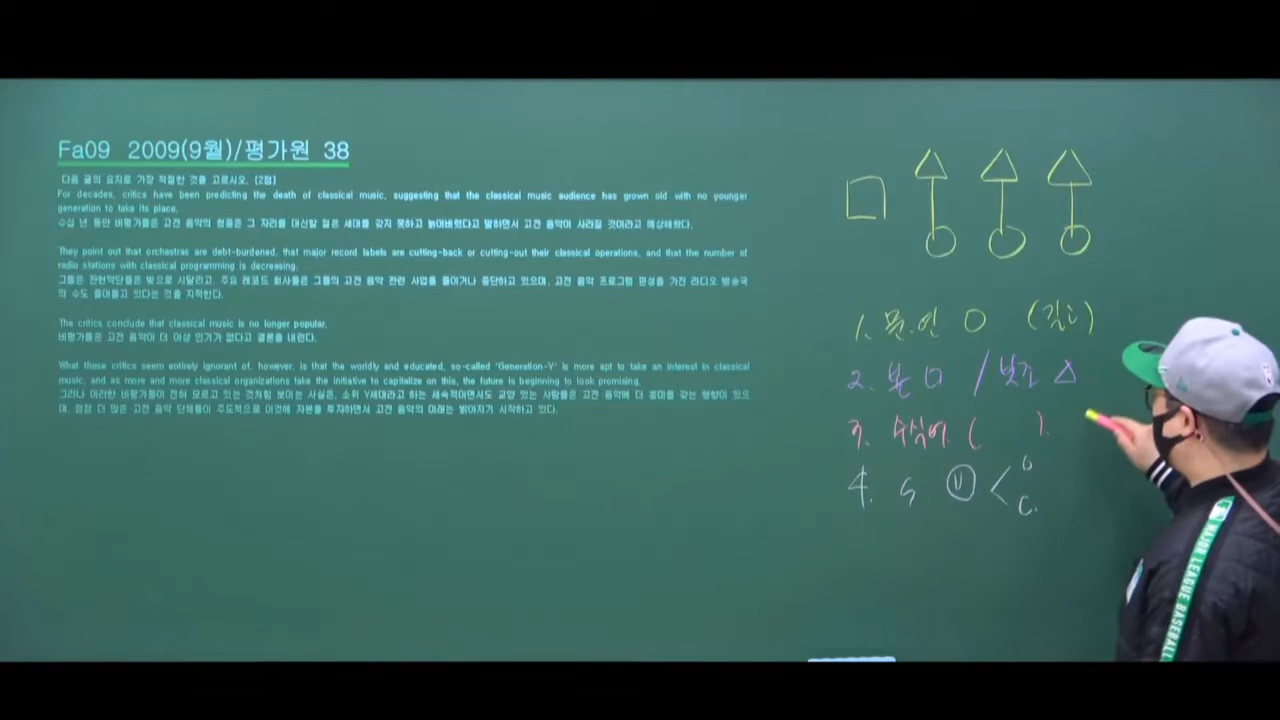 Fa09 2009(9월)/평가원 38
다음 글의 요지로 가장 적절한 것을 고르시오. [2점]
For decades, critics have been predicting the death of classical music, suggesting that the classical music audience has grown old with no younger
generation to take its place.
수십 년 동안 비평가들은 고전 음악의 청중은 그 자리를 대신할 젊은 세대를 갖지 못하고 늙어버렸다고 말하면서 고전 음악이 사라질 것이라고 예상해왔다.
They point out that orchestras are debt-burdened, that major record labels are cutting-back or cutting-out their classical operations, and that the number of
radio stations with classical programming is decreasing.
그들은 관현악단들은 빚으로 시달리고, 주요 레코드 회사들은 그들의 고전 음악 관련 사업을 줄이거나 중단하고 있으며, 고전 음악 프로그램 편성을 가진 라디오 방송국
의 수도 줄어들고 있다는 것을 지적한다.
The critics conclude that classical music is no longer popular.
비평가들은 고전 음악이 더 이상 인기가 없다고 결론을 내린다.
What these critics seem entirely ignorant of, however, is that the worldly and educated, so-called 'Generation-Y' is more apt to take an interest in classical
music, and as more and more classical organizations take the initiative to capitalize on this, the future is beginning to look promising.
그러나 이러한 비평가들이 전혀 모르고 있는 것처럼 보이는 사실은, 소위 Y세대라고 하는 세속적이면서도 교양 있는 사람들은 고전 음악에 더 흥미를 갖는 경향이 있으
며, 점점 더 많은 고전 음악 단체들이 주도적으로 이것에 자본을 투자하면서 고전 음악의 미래는 밝아지기 시작하고 있다.
1. 문.연 ( )
2. 본 /
3. 수식어 ( ).
4. S V < O
C.
MAJOR LEAGUE BASEBALL